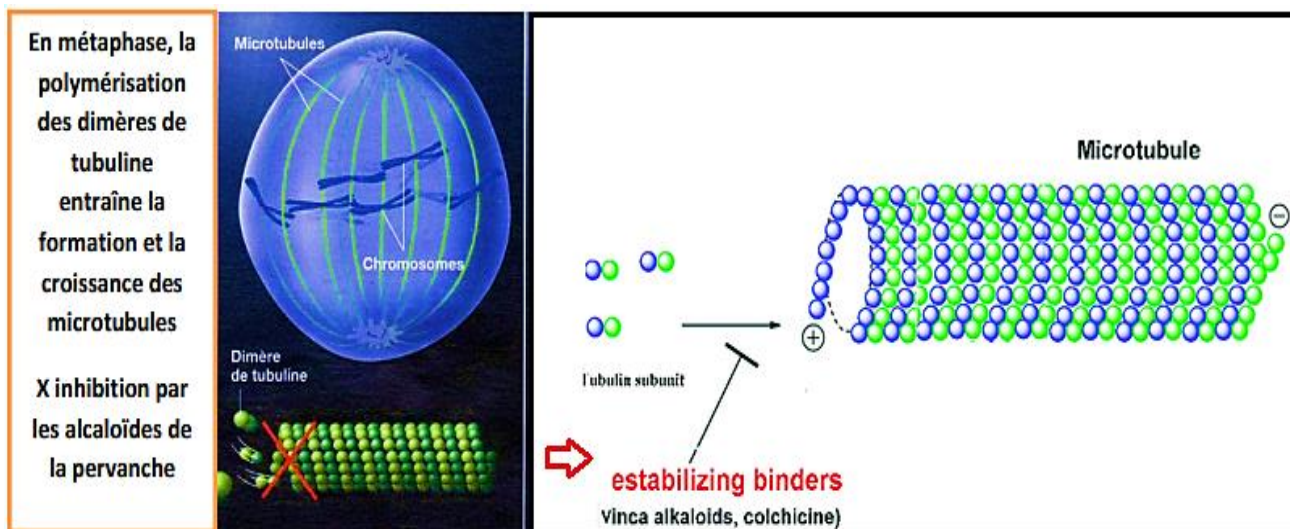 En métaphase, la
polymérisation
des dimères de
tubuline
entraîne la
formation et la
croissance des
microtubules
X inhibition par
les alcaloïdes de
la pervanche
Microtubules
Chromosomes
Dimère
de tubuline
Microtubule
−
+
Tubulin subunit
estabilizing binders
Vinca alkaloids, colchicine)